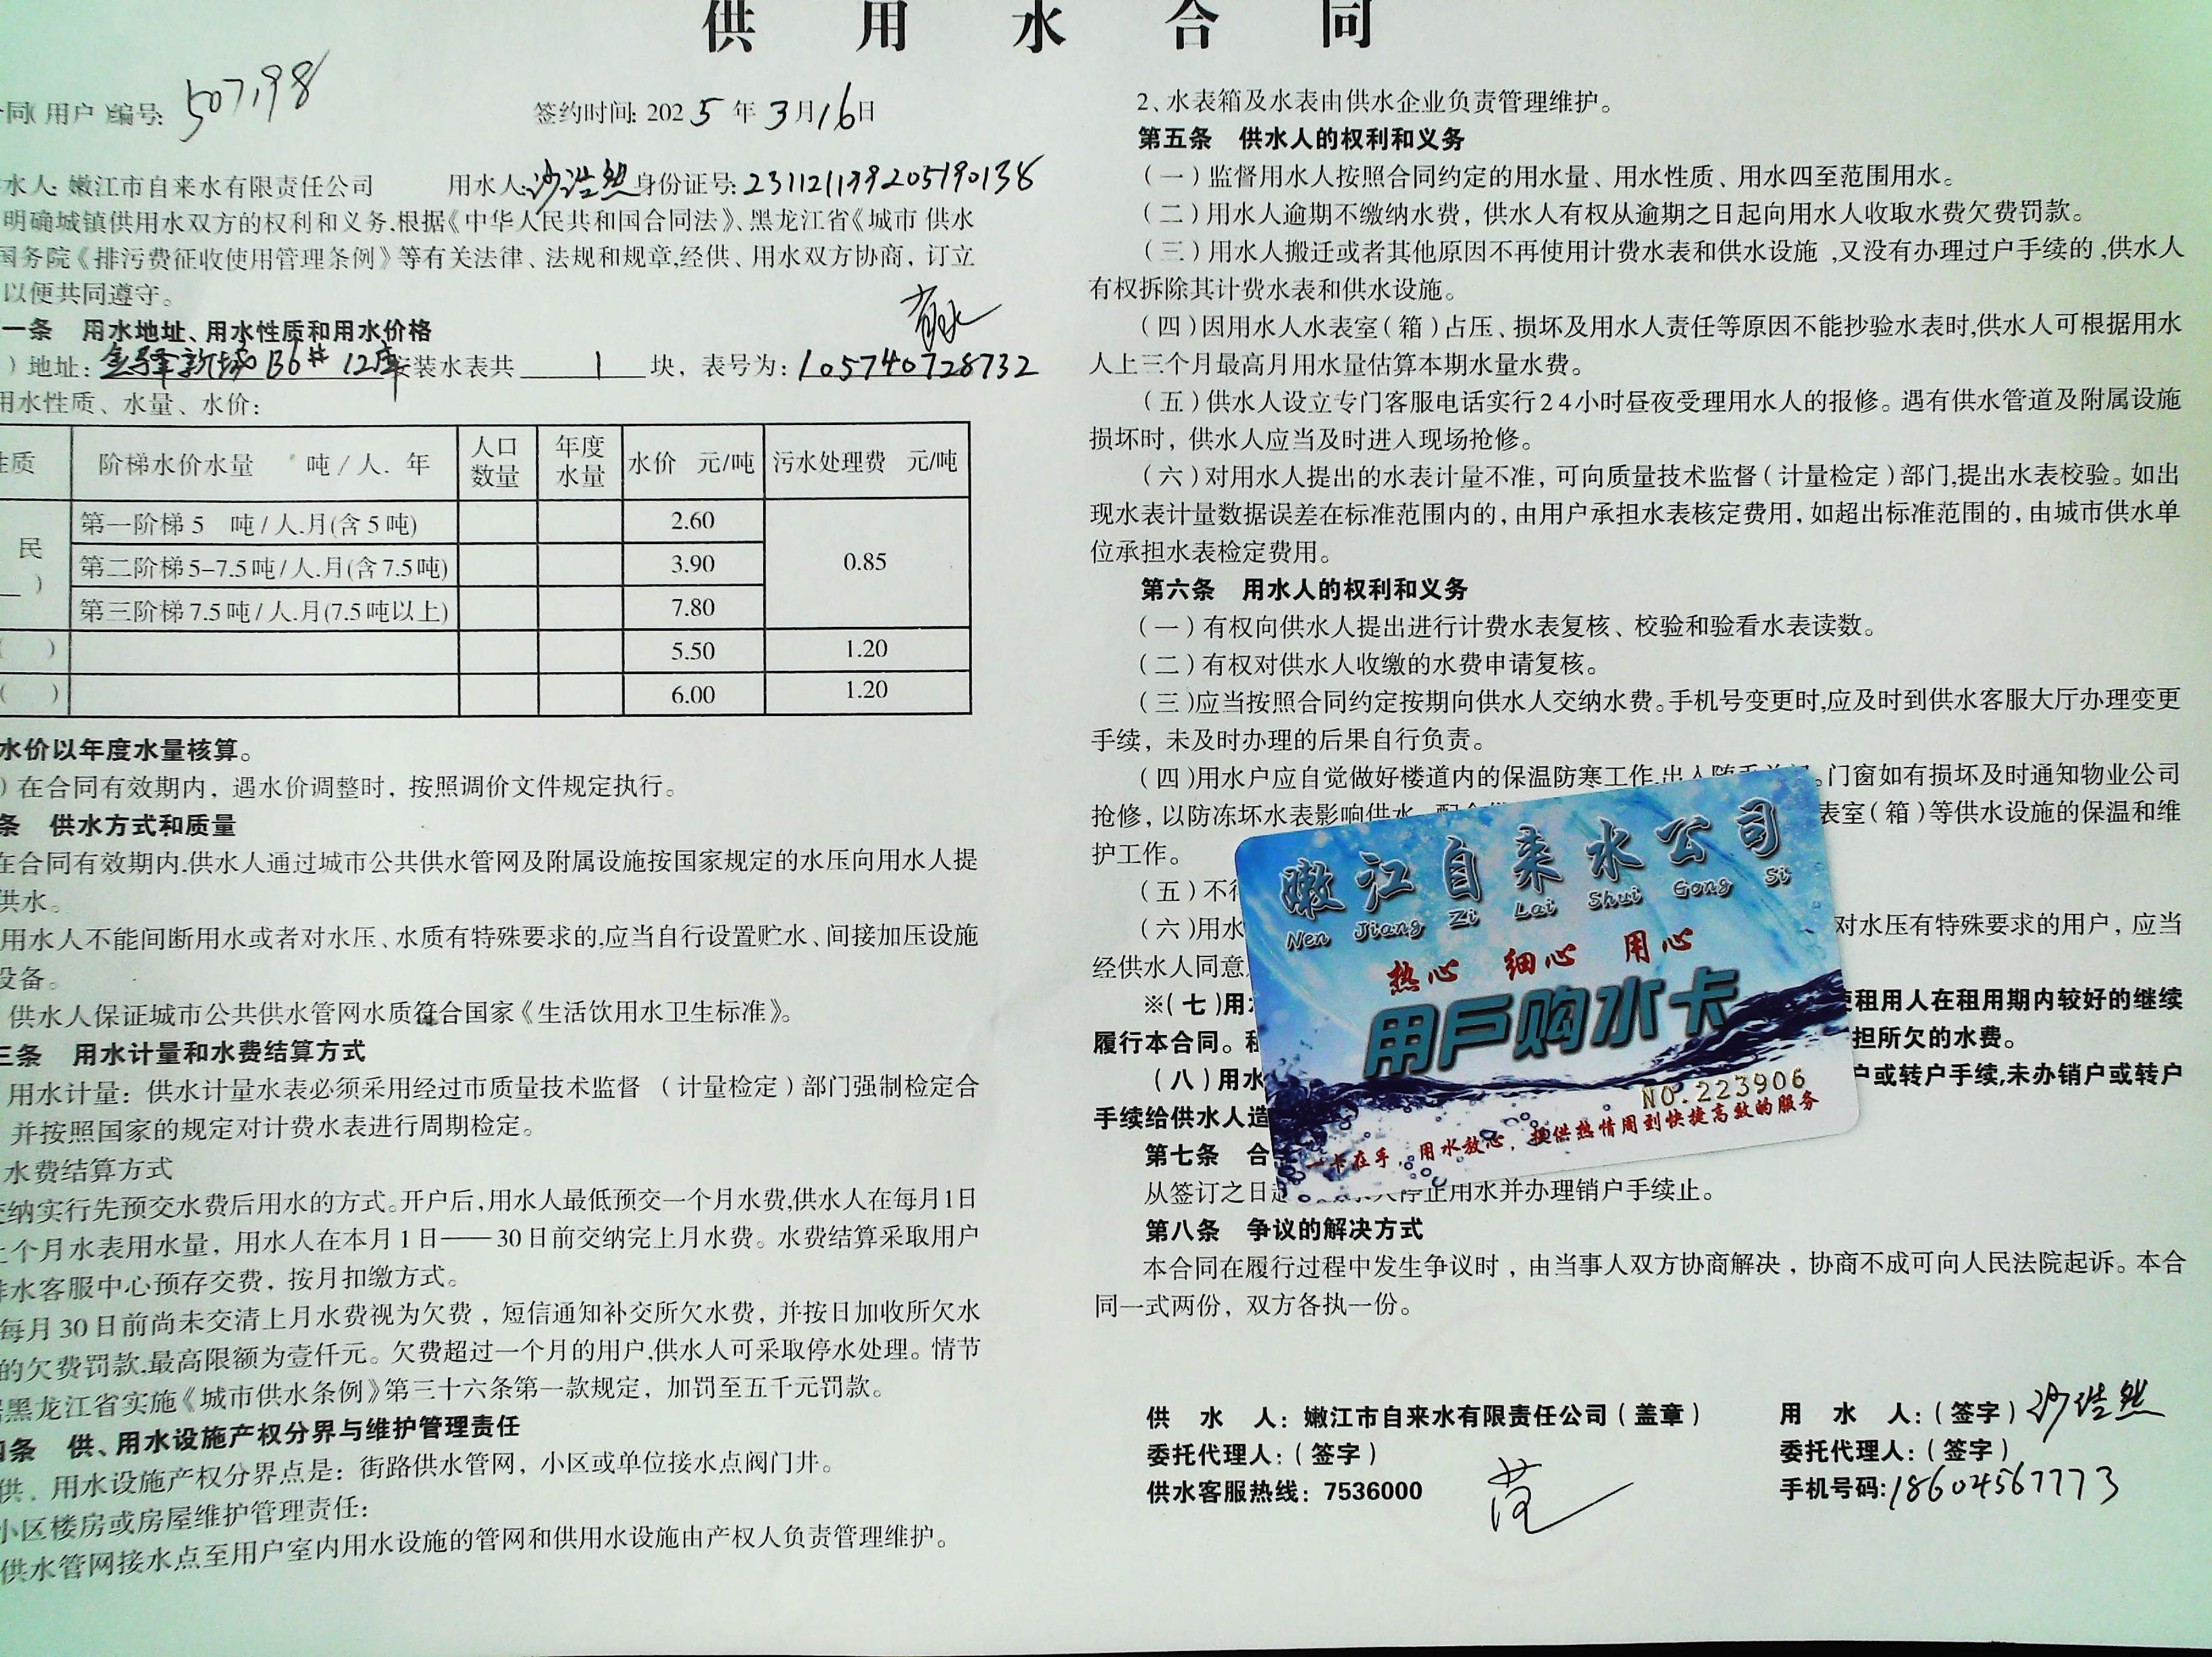 供 用 水 合 同
同(用户)编号: 507198
签约时间: 2025年3月16日
水人: 嫩江市自来水有限责任公司 用水人: 沙浩然 身份证号: 231121199205190138
明确城镇供用水双方的权利和义务.根据《中华人民共和国合同法》、黑龙江省《城市 供水
国务院《排污费征收使用管理条例》等有关法律、法规和规章,经供、用水双方协商，订立
以便共同遵守。
一条 用水地址、用水性质和用水价格
)地址: 金驿新城B6# 12库 安装水表共 1 块，表号为: 105740728732
用水性质、水量、水价:
性质 阶梯水价水量 吨/人. 年 人口数量 年度水量 水价 元/吨 污水处理费 元/吨
民 第一阶梯 5 吨/人.月(含 5 吨) 2.60 0.85
第二阶梯 5-7.5 吨/人.月(含 7.5 吨) 3.90
第三阶梯 7.5 吨/人.月(7.5 吨以上) 7.80
( ) 5.50 1.20
( ) 6.00 1.20
水价以年度水量核算。
)在合同有效期内，遇水价调整时，按照调价文件规定执行。
条 供水方式和质量
在合同有效期内.供水人通过城市公共供水管网及附属设施按国家规定的水压向用水人提
供水。
用水人不能间断用水或者对水压、水质有特殊要求的,应当自行设置贮水、间接加压设施
设备。
供水人保证城市公共供水管网水质符合国家《生活饮用水卫生标准》。
三条 用水计量和水费结算方式
用水计量：供水计量水表必须采用经过市质量技术监督 （计量检定）部门强制检定合
并按照国家的规定对计费水表进行周期检定。
水费结算方式
交纳实行先预交水费后用水的方式。开户后,用水人最低预交一个月水费,供水人在每月1日
上个月水表用水量，用水人在本月 1 日—— 30 日前交纳完上月水费。水费结算采取用户
水客服中心预存交费，按月扣缴方式。
每月 30 日前尚未交清上月水费视为欠费，短信通知补交所欠水费，并按日加收所欠水
的欠费罚款,最高限额为壹仟元。欠费超过一个月的用户,供水人可采取停水处理。情节
黑龙江省实施《城市供水条例》第三十六条第一款规定，加罚至五千元罚款。
条 供、用水设施产权分界与维护管理责任
供．用水设施产权分界点是：街路供水管网，小区或单位接水点阀门井。
小区楼房或房屋维护管理责任:
供水管网接水点至用户室内用水设施的管网和供用水设施由产权人负责管理维护。
2、水表箱及水表由供水企业负责管理维护。
第五条 供水人的权利和义务
(一)监督用水人按照合同约定的用水量、用水性质、用水四至范围用水。
(二)用水人逾期不缴纳水费，供水人有权从逾期之日起向用水人收取水费欠费罚款。
(三)用水人搬迁或者其他原因不再使用计费水表和供水设施 ,又没有办理过户手续的 ,供水人
有权拆除其计费水表和供水设施。
(四)因用水人水表室(箱)占压、损坏及用水人责任等原因不能抄验水表时,供水人可根据用水
人上三个月最高月用水量估算本期水量水费。
(五)供水人设立专门客服电话实行24小时昼夜受理用水人的报修。遇有供水管道及附属设施
损坏时，供水人应当及时进入现场抢修。
(六)对用水人提出的水表计量不准，可向质量技术监督(计量检定)部门,提出水表校验。如出
现水表计量数据误差在标准范围内的，由用户承担水表核定费用，如超出标准范围的，由城市供水单
位承担水表检定费用。
第六条 用水人的权利和义务
(一)有权向供水人提出进行计费水表复核、校验和验看水表读数。
(二)有权对供水人收缴的水费申请复核。
(三)应当按照合同约定按期向供水人交纳水费。手机号变更时,应及时到供水客服大厅办理变更
手续，未及时办理的后果自行负责。
(四)用水户应自觉做好楼道内的保温防寒工作,出入随手关门。门窗如有损坏及时通知物业公司
抢修，以防冻坏水表影响供水 表室(箱)等供水设施的保温和维
护工作。
(五)不
(六)用水 对水压有特殊要求的用户，应当
经供水人同意
※(七)用 租用人在租用期内较好的继续
履行本合同。 担所欠的水费。
(八)用水 户或转户手续,未办销户或转户
手续给供水人造
第七条 合
从签订之日起 停止用水并办理销户手续止。
第八条 争议的解决方式
本合同在履行过程中发生争议时，由当事人双方协商解决，协商不成可向人民法院起诉。本合
同一式两份，双方各执一份。
嫩江自来水公司
Nen Jiang Zi Lai Shui Gong Si
热心 细心 用心
用户购水卡
NO.223906
一卡在手，用水放心，提供热情周到快捷高效的服务
供 水 人：嫩江市自来水有限责任公司(盖章)
委托代理人：(签字)
供水客服热线：7536000
用 水 人：(签字) 沙浩然
委托代理人：(签字)
手机号码: 18604567773